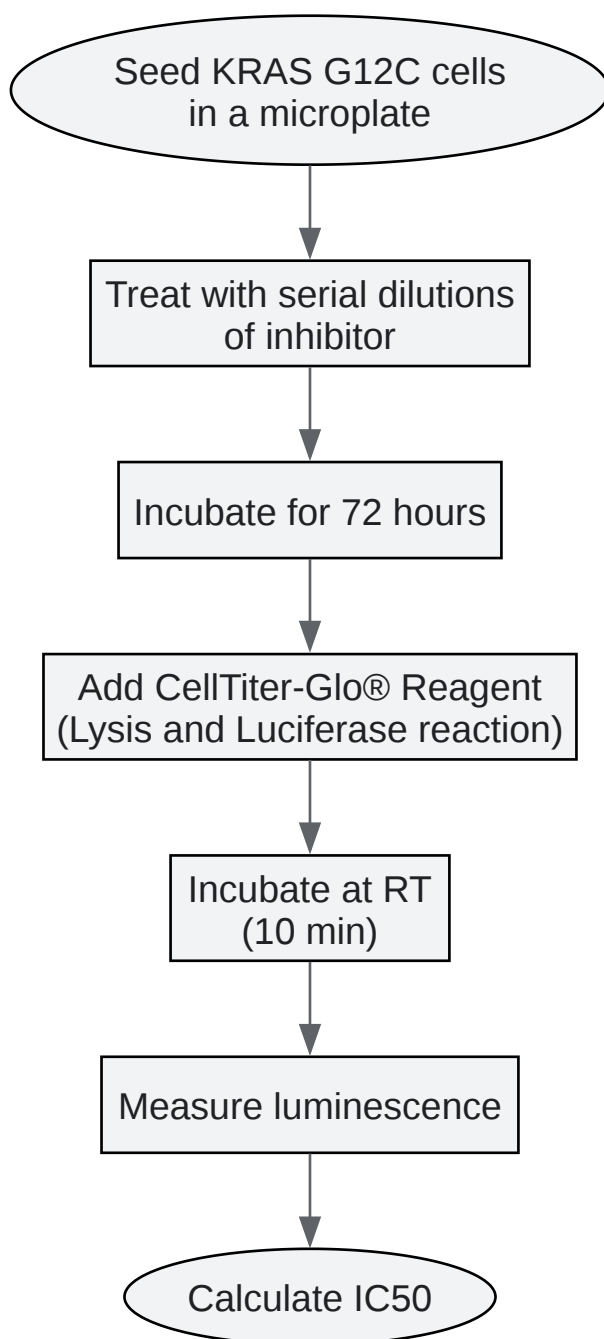 Seed KRAS G12C cells
in a microplate
Treat with serial dilutions
of inhibitor
Incubate for 72 hours
Add CellTiter-Glo® Reagent
(Lysis and Luciferase reaction)
Incubate at RT
(10 min)
Measure luminescence
Calculate IC50